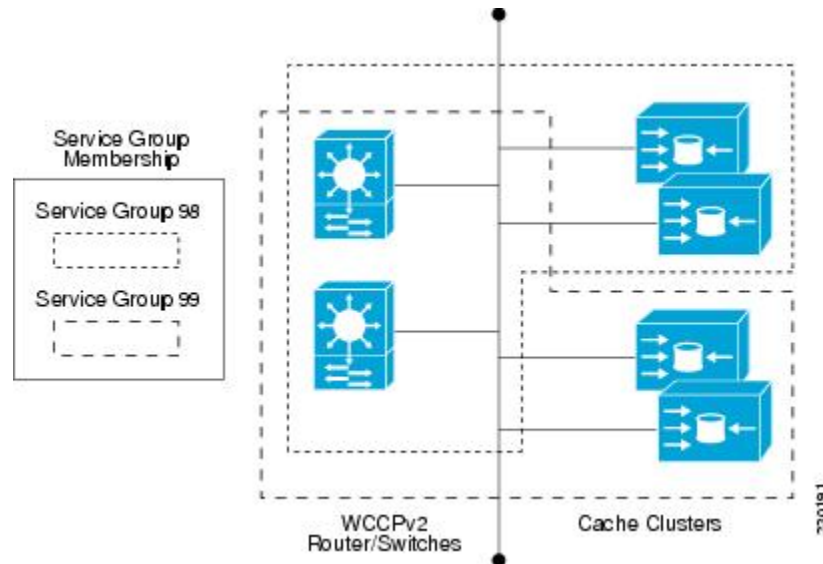 Service Group
Membership
Service Group 98
Service Group 99
WCCPv2
Router/Switches
Cache Clusters